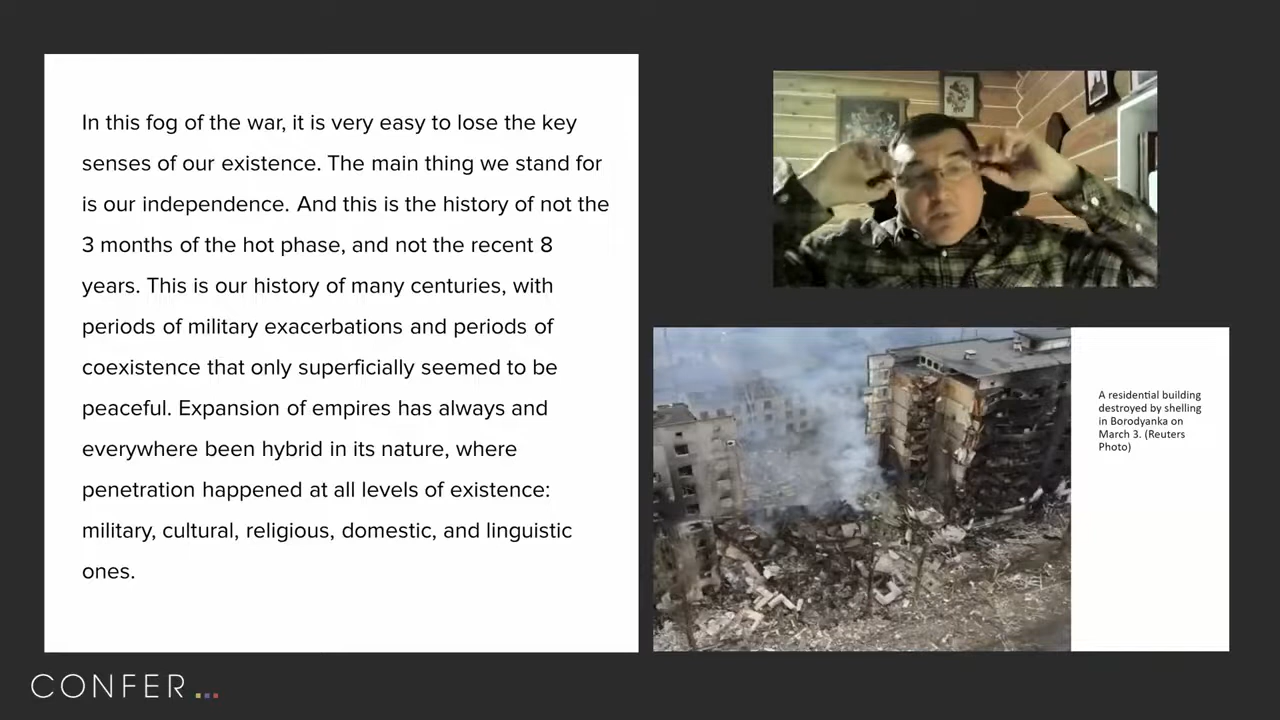 In this fog of the war, it is very easy to lose the key
senses of our existence. The main thing we stand for
is our independence. And this is the history of not the
3 months of the hot phase, and not the recent 8
years. This is our history of many centuries, with
periods of military exacerbations and periods of
coexistence that only superficially seemed to be
peaceful. Expansion of empires has always and
everywhere been hybrid in its nature, where
penetration happened at all levels of existence:
military, cultural, religious, domestic, and linguistic
ones.
A residential building
destroyed by shelling
in Borodyanka on
March 3. (Reuters
Photo)
CONFER...